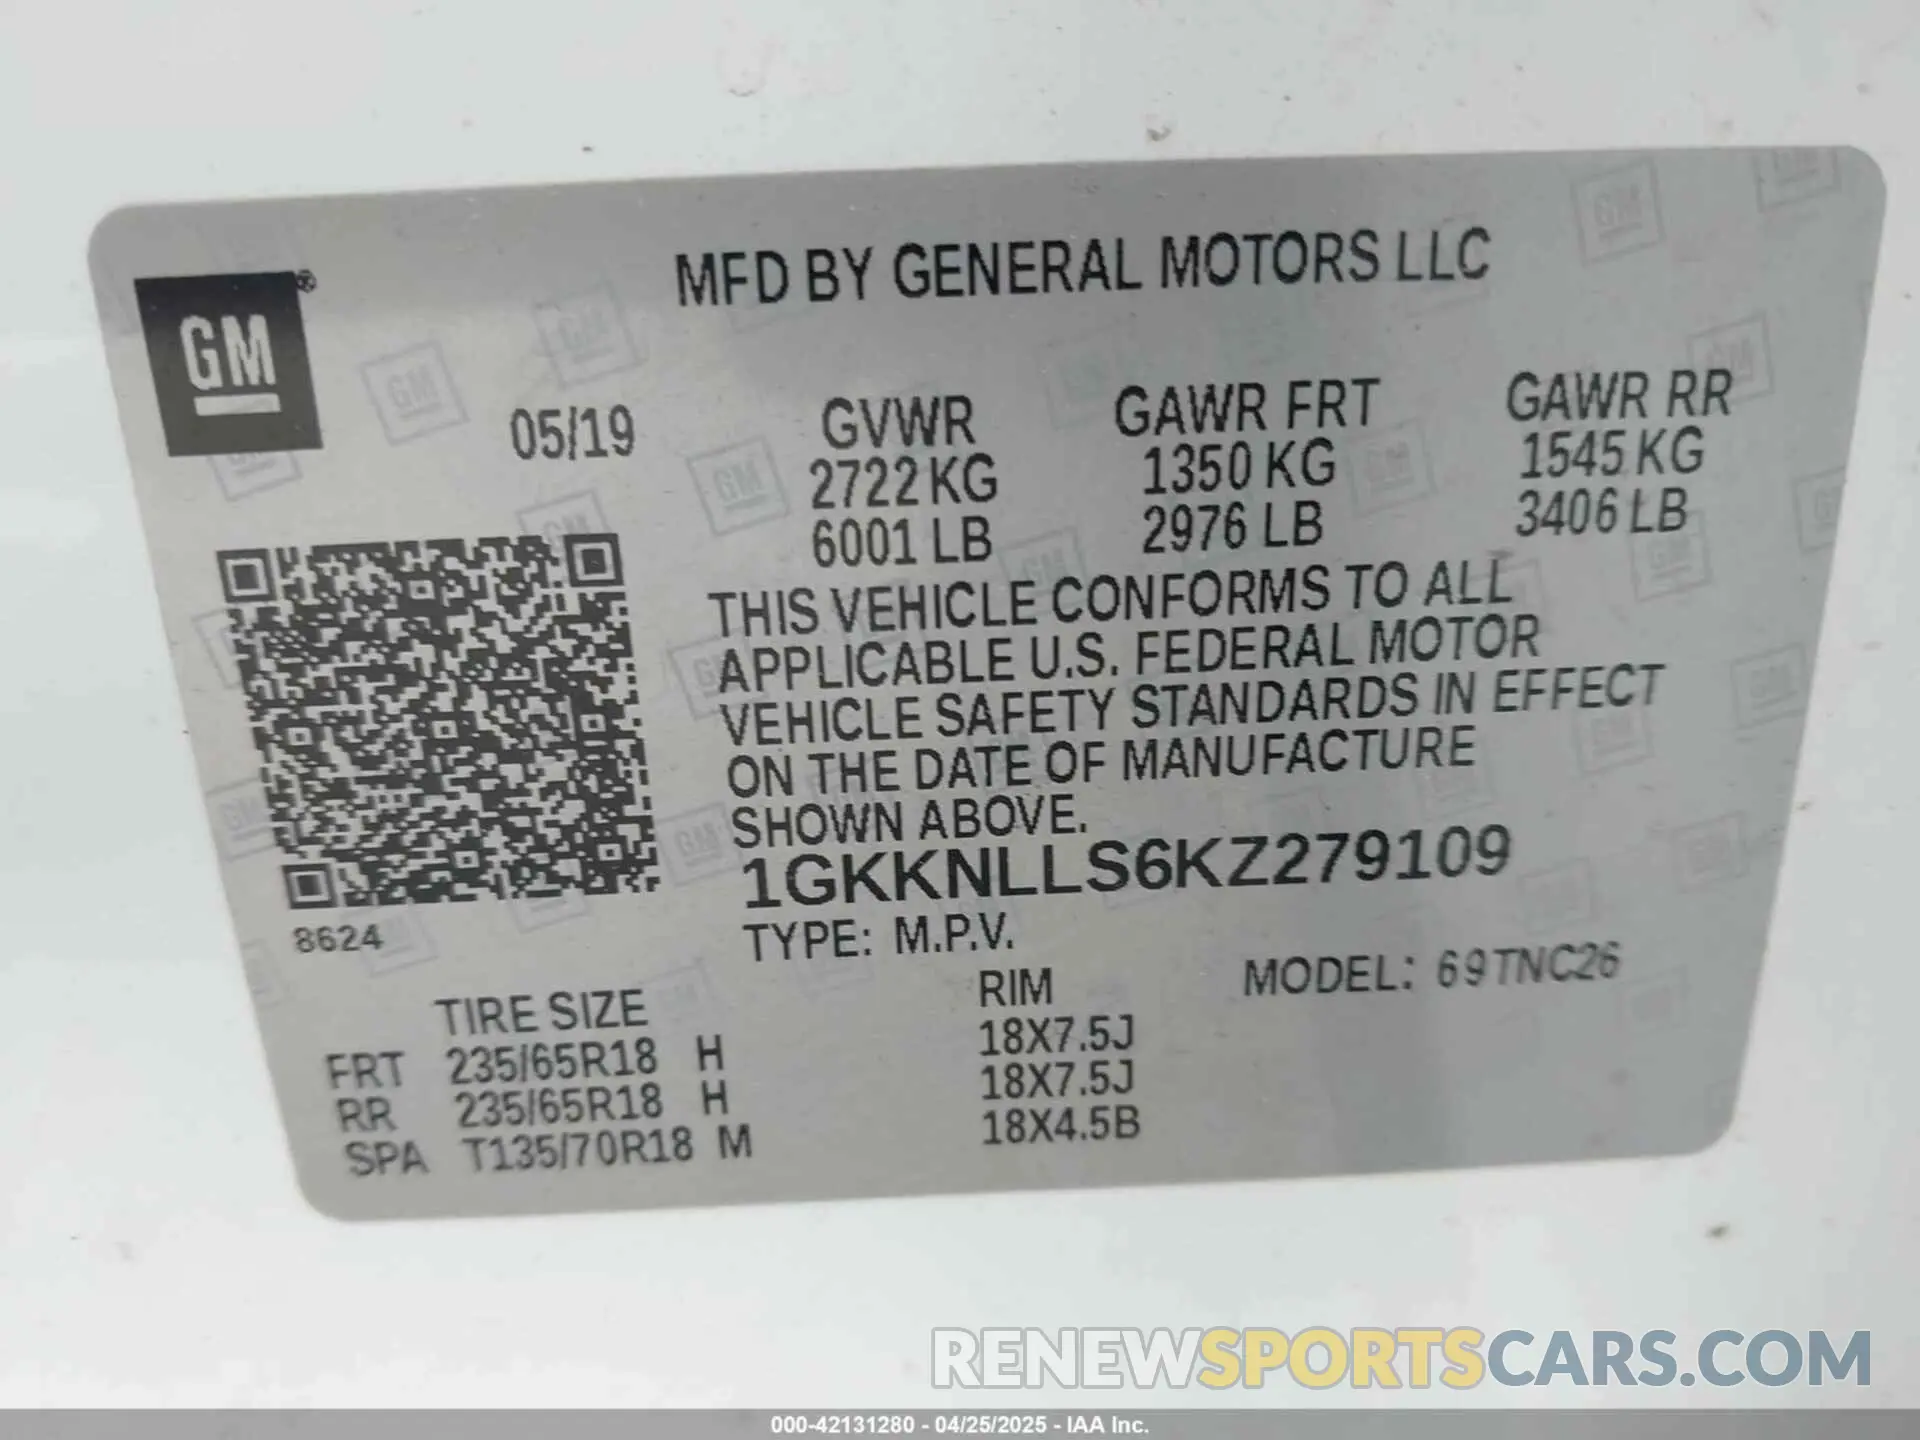 MFD BY GENERAL MOTORS LLC
GM®
05/19
GVWR GAWR FRT GAWR RR
2722 KG 1350 KG 1545 KG
6001 LB 2976 LB 3406 LB
THIS VEHICLE CONFORMS TO ALL
APPLICABLE U.S. FEDERAL MOTOR
VEHICLE SAFETY STANDARDS IN EFFECT
ON THE DATE OF MANUFACTURE
SHOWN ABOVE.
1GKKNLLS6KZ279109
8624
TYPE: M.P.V.
MODEL: 69TNC26
TIRE SIZE RIM
FRT 235/65R18 H 18X7.5J
RR 235/65R18 H 18X7.5J
SPA T135/70R18 M 18X4.5B
RENEWSPORTSCARS.COM
000-42131280 - 04/25/2025 - IAA Inc.